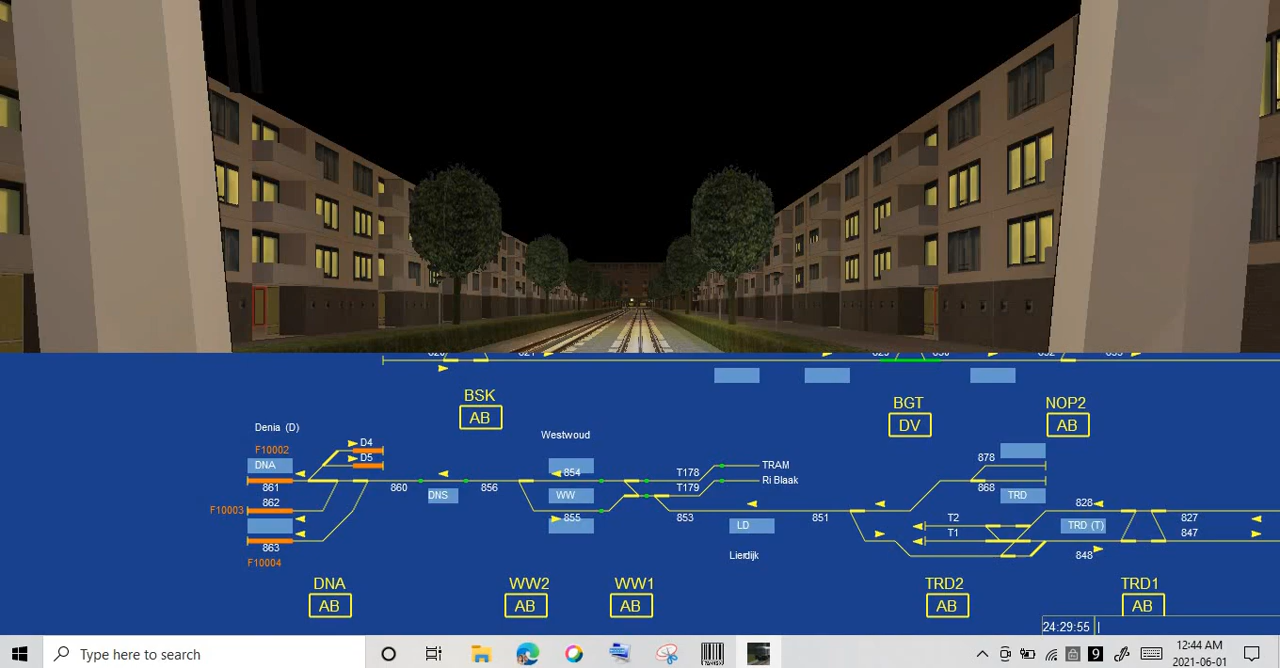 BSK
AB
BGT
DV
NOP2
AB
Denia (D)
Westwoud
F10002
D4
DNA
D5
861
862
F10003
863
F10004
860
DNS
856
854
WW
855
T178
T179
TRAM
Ri Blaak
853
LD
Lierdijk
851
878
868
TRD
T2
T1
828
TRD (T)
848
827
847
DNA
AB
WW2
AB
WW1
AB
TRD2
AB
TRD1
AB
24:29:55
Type here to search
9
12:44 AM
2021-06-01